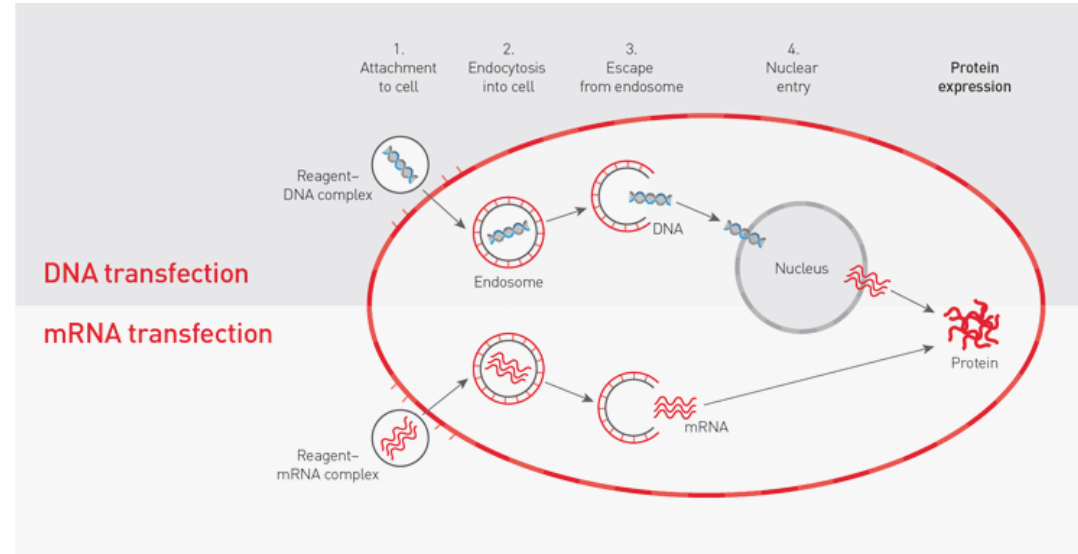 1.
Attachment
to cell
2.
Endocytosis
into cell
3.
Escape
from endosome
4.
Nuclear
entry
Protein
expression
Reagent–
DNA complex
DNA
Nucleus
Endosome
DNA transfection
mRNA transfection
Protein
mRNA
Reagent–
mRNA complex